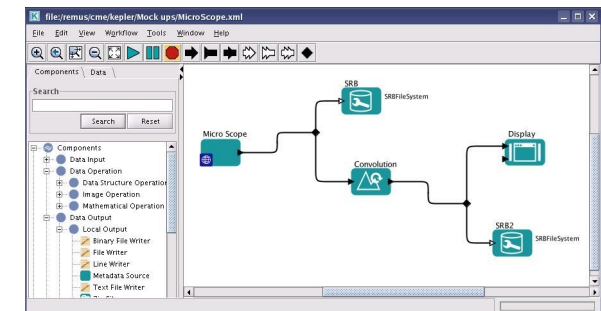 file:/remus/cme/kepler/Mock ups/MicroScope.xml
File Edit View Workflow Tools Window Help
Components Data
Search
Search Reset
Components
Data Input
Data Operation
Data Structure Operation
Image Operation
Mathematical Operation
Data Output
Local Output
Binary File Writer
File Writer
Line Writer
Metadata Source
Text File Writer
SRB
SRBFileSystem
Micro Scope
Convolution
Display
SRB2
SRBFileSystem